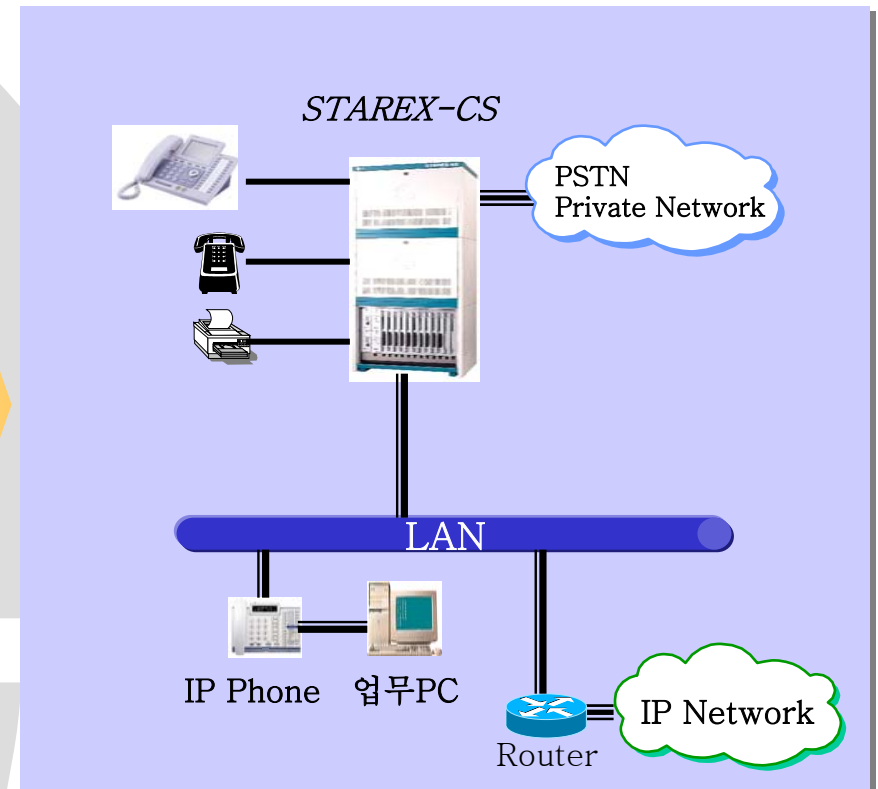 STAREX-CS
PSTN
Private Network
LAN
IP Phone
업무PC
IP Network
Router